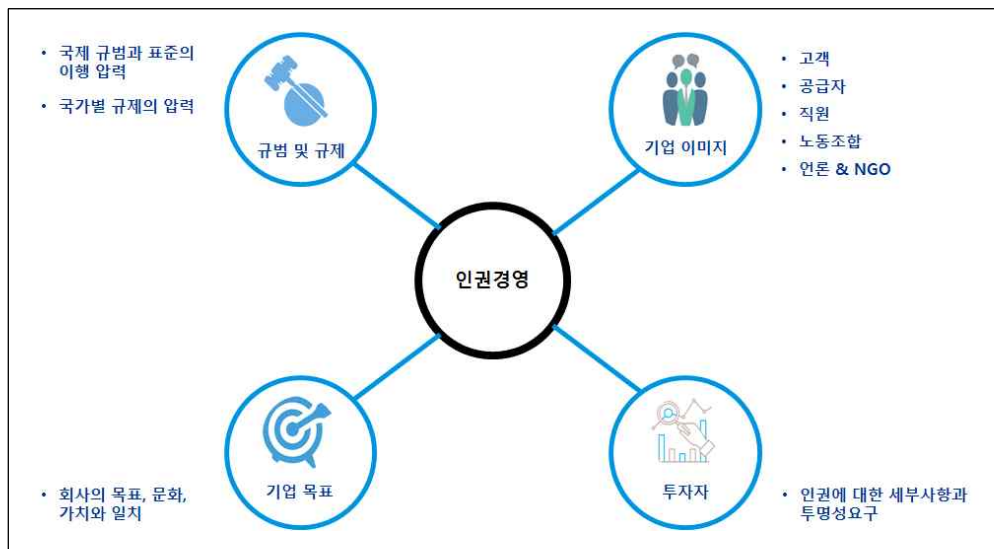 • 국제 규범과 표준의
이행 압력
• 국가별 규제의 압력
규범 및 규제
기업 이미지
• 고객
• 공급자
• 직원
• 노동조합
• 언론 & NGO
인권경영
기업 목표
• 회사의 목표, 문화,
가치와 일치
투자자
• 인권에 대한 세부사항과
투명성요구